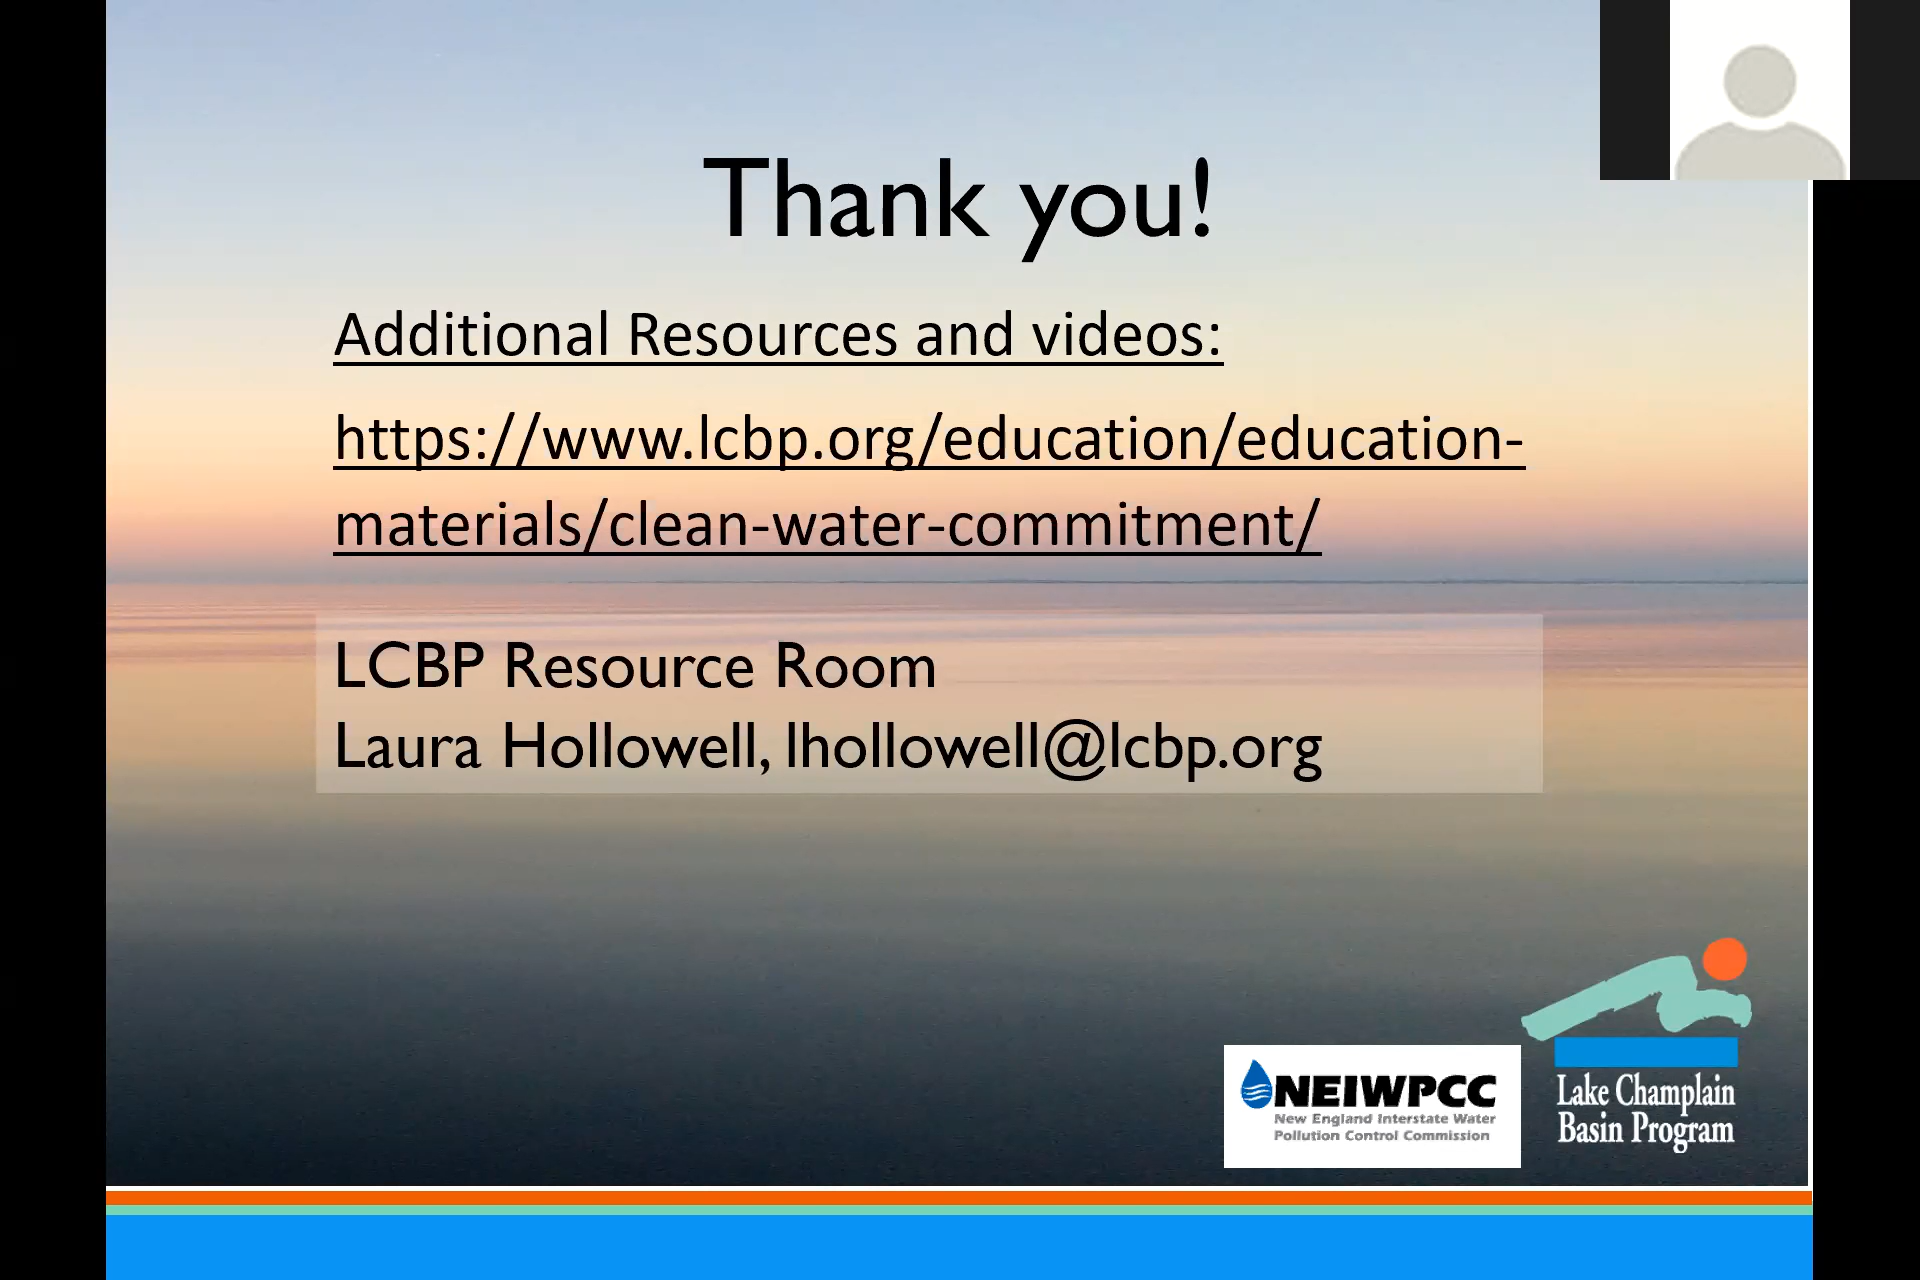 Thank you!
Additional Resources and videos:
https://www.lcbp.org/education/education-
materials/clean-water-commitment/
LCBP Resource Room
Laura Hollowell, lhollowell@lcbp.org
NEIWPCC
New England Interstate Water
Pollution Control Commission
Lake Champlain
Basin Program